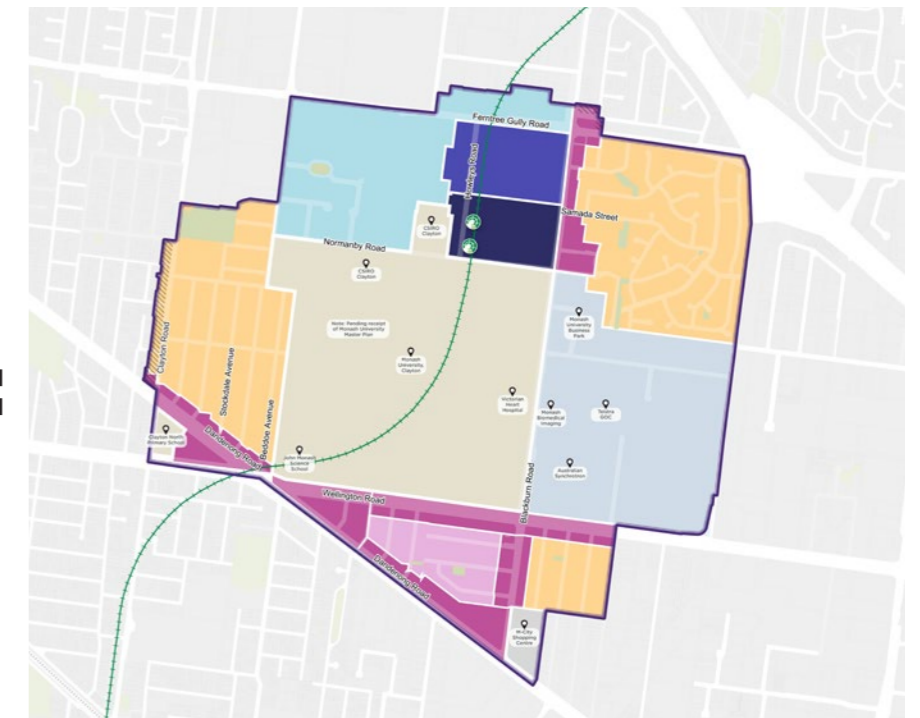 Ferntree Gully Road
Howleys Road
Samada Street
CSIRO
Clayton
Normanby Road
CSIRO
Clayton
Note: Pending receipt
of Monash University
Master Plan
Monash
University
Business
Park
Clayton Road
Stockdale Avenue
Beddoe Avenue
Monash
University,
Clayton
Victorian
Heart
Hospital
Monash
Biomedical
Imaging
Telstra
GOC
Clayton North
Primary School
Dandenong Road
John Monash
Science
School
Australian
Synchrotron
Blackburn Road
Wellington Road
Dandenong Road
M-City
Shopping
Centre